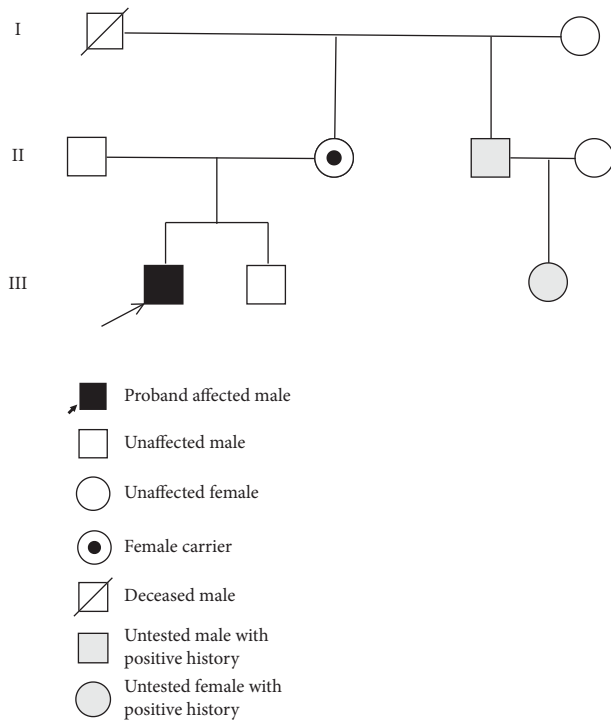 I
II
III
Proband affected male
Unaffected male
Unaffected female
Female carrier
Deceased male
Untested male with
positive history
Untested female with
positive history